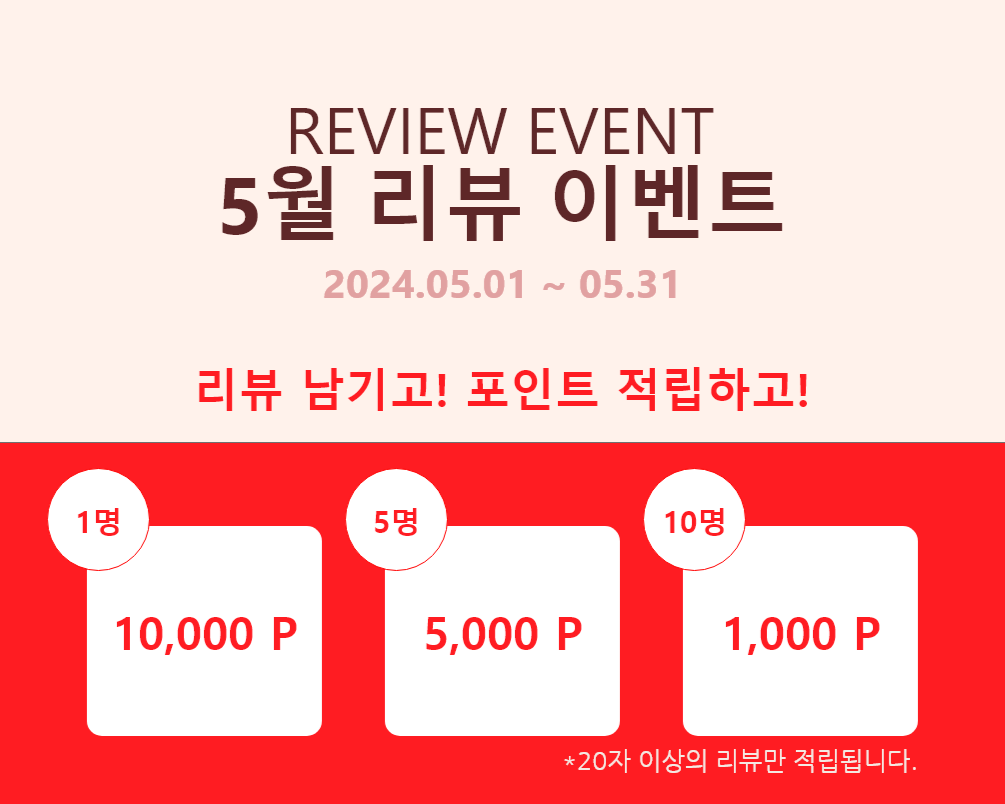 REVIEW EVENT
5월 리뷰 이벤트
2024.05.01 ~ 05.31
리뷰 남기고! 포인트 적립하고!
1명
10,000 P
5명
5,000 P
10명
1,000 P
*20자 이상의 리뷰만 적립됩니다.